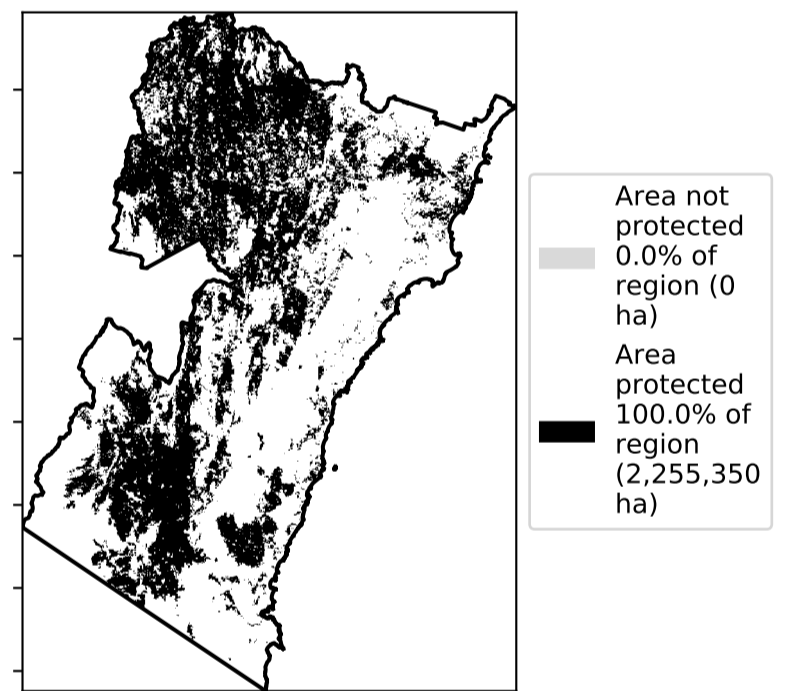 Area not
protected
0.0% of
region (0
ha)
Area
protected
100.0% of
region
(2,255,350
ha)